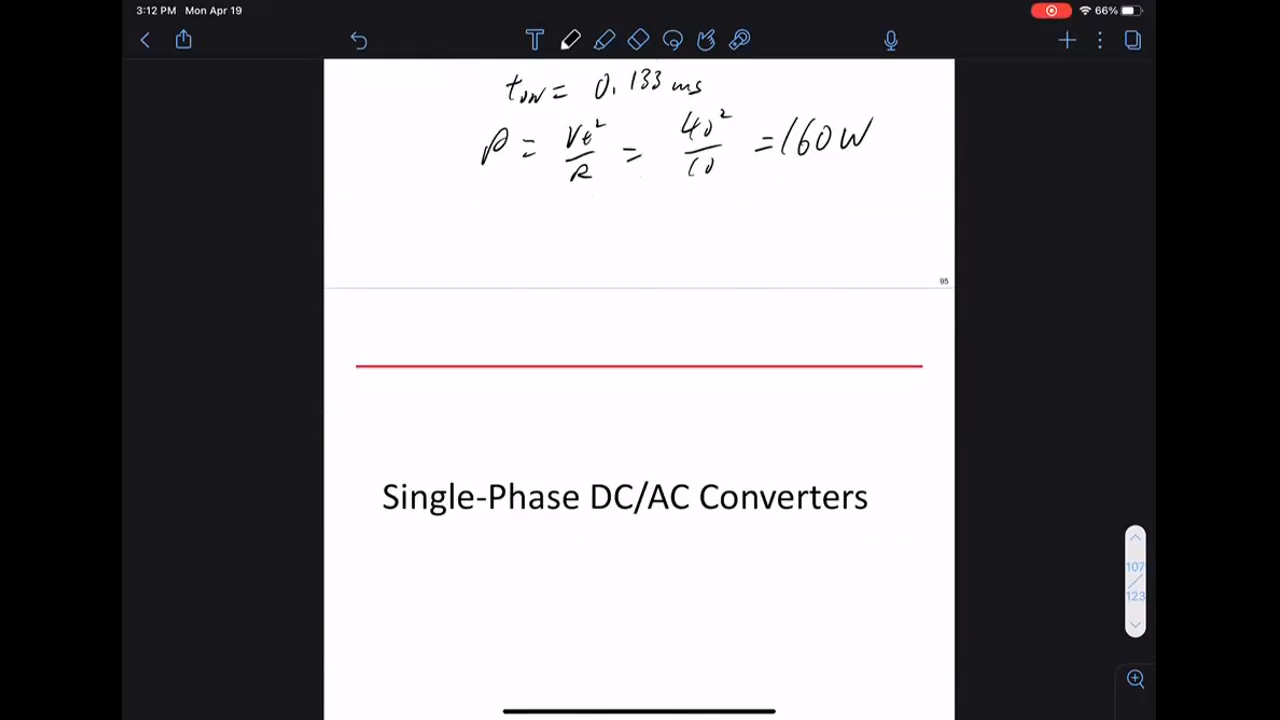 3:12 PM Mon Apr 19 66%
t_on = 0.133 ms
P = Vt²/R = 40²/10 = 160W
95
Single-Phase DC/AC Converters
107
123